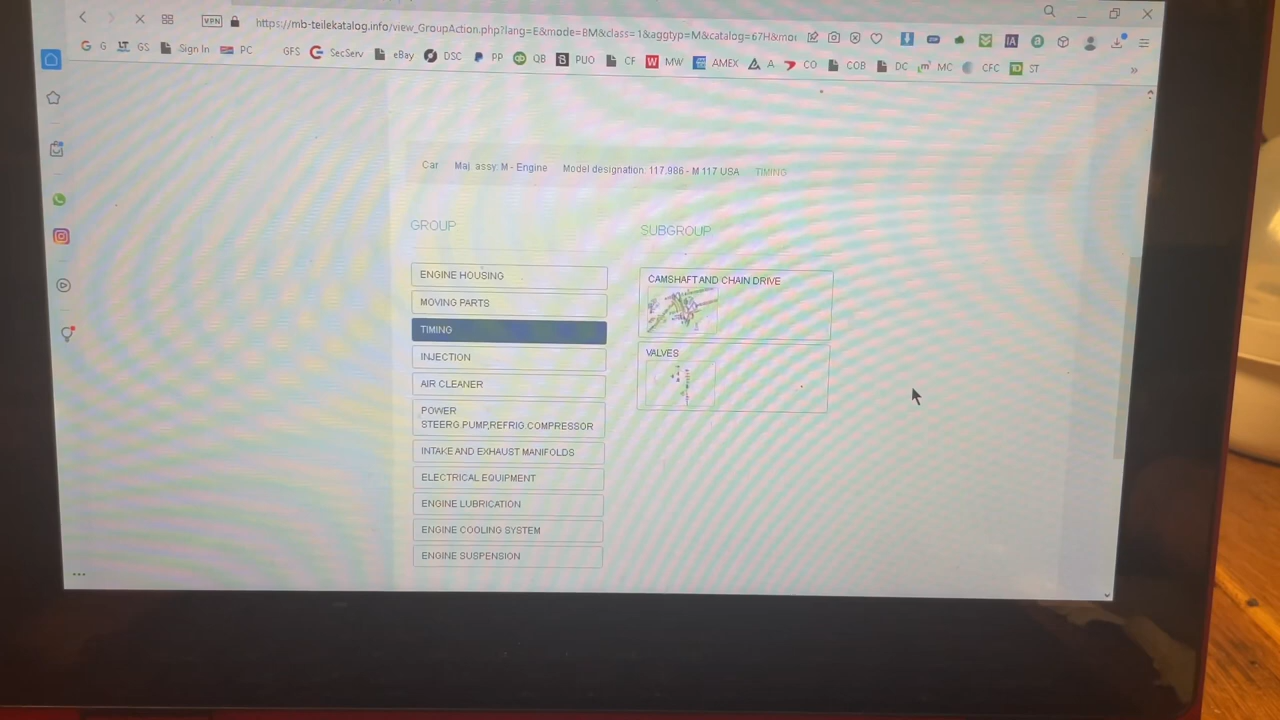 VPN
https://mb-teilekatalog.info/view_GroupAction.php?lang=E&mode=BM&class=1&aggtyp=M&catalog=67H&mo
G GS Sign In PC GFS SecServ eBay DSC PP QB PUO CF MW AMEX A CO COB DC MC CFC ST
Car Maj. assy: M - Engine Model designation: 117.986 - M 117 USA TIMING
GROUP
SUBGROUP
ENGINE HOUSING
MOVING PARTS
TIMING
INJECTION
AIR CLEANER
POWER
STEERG PUMP,REFRIG.COMPRESSOR
INTAKE AND EXHAUST MANIFOLDS
ELECTRICAL EQUIPMENT
ENGINE LUBRICATION
ENGINE COOLING SYSTEM
ENGINE SUSPENSION
CAMSHAFT AND CHAIN DRIVE
VALVES